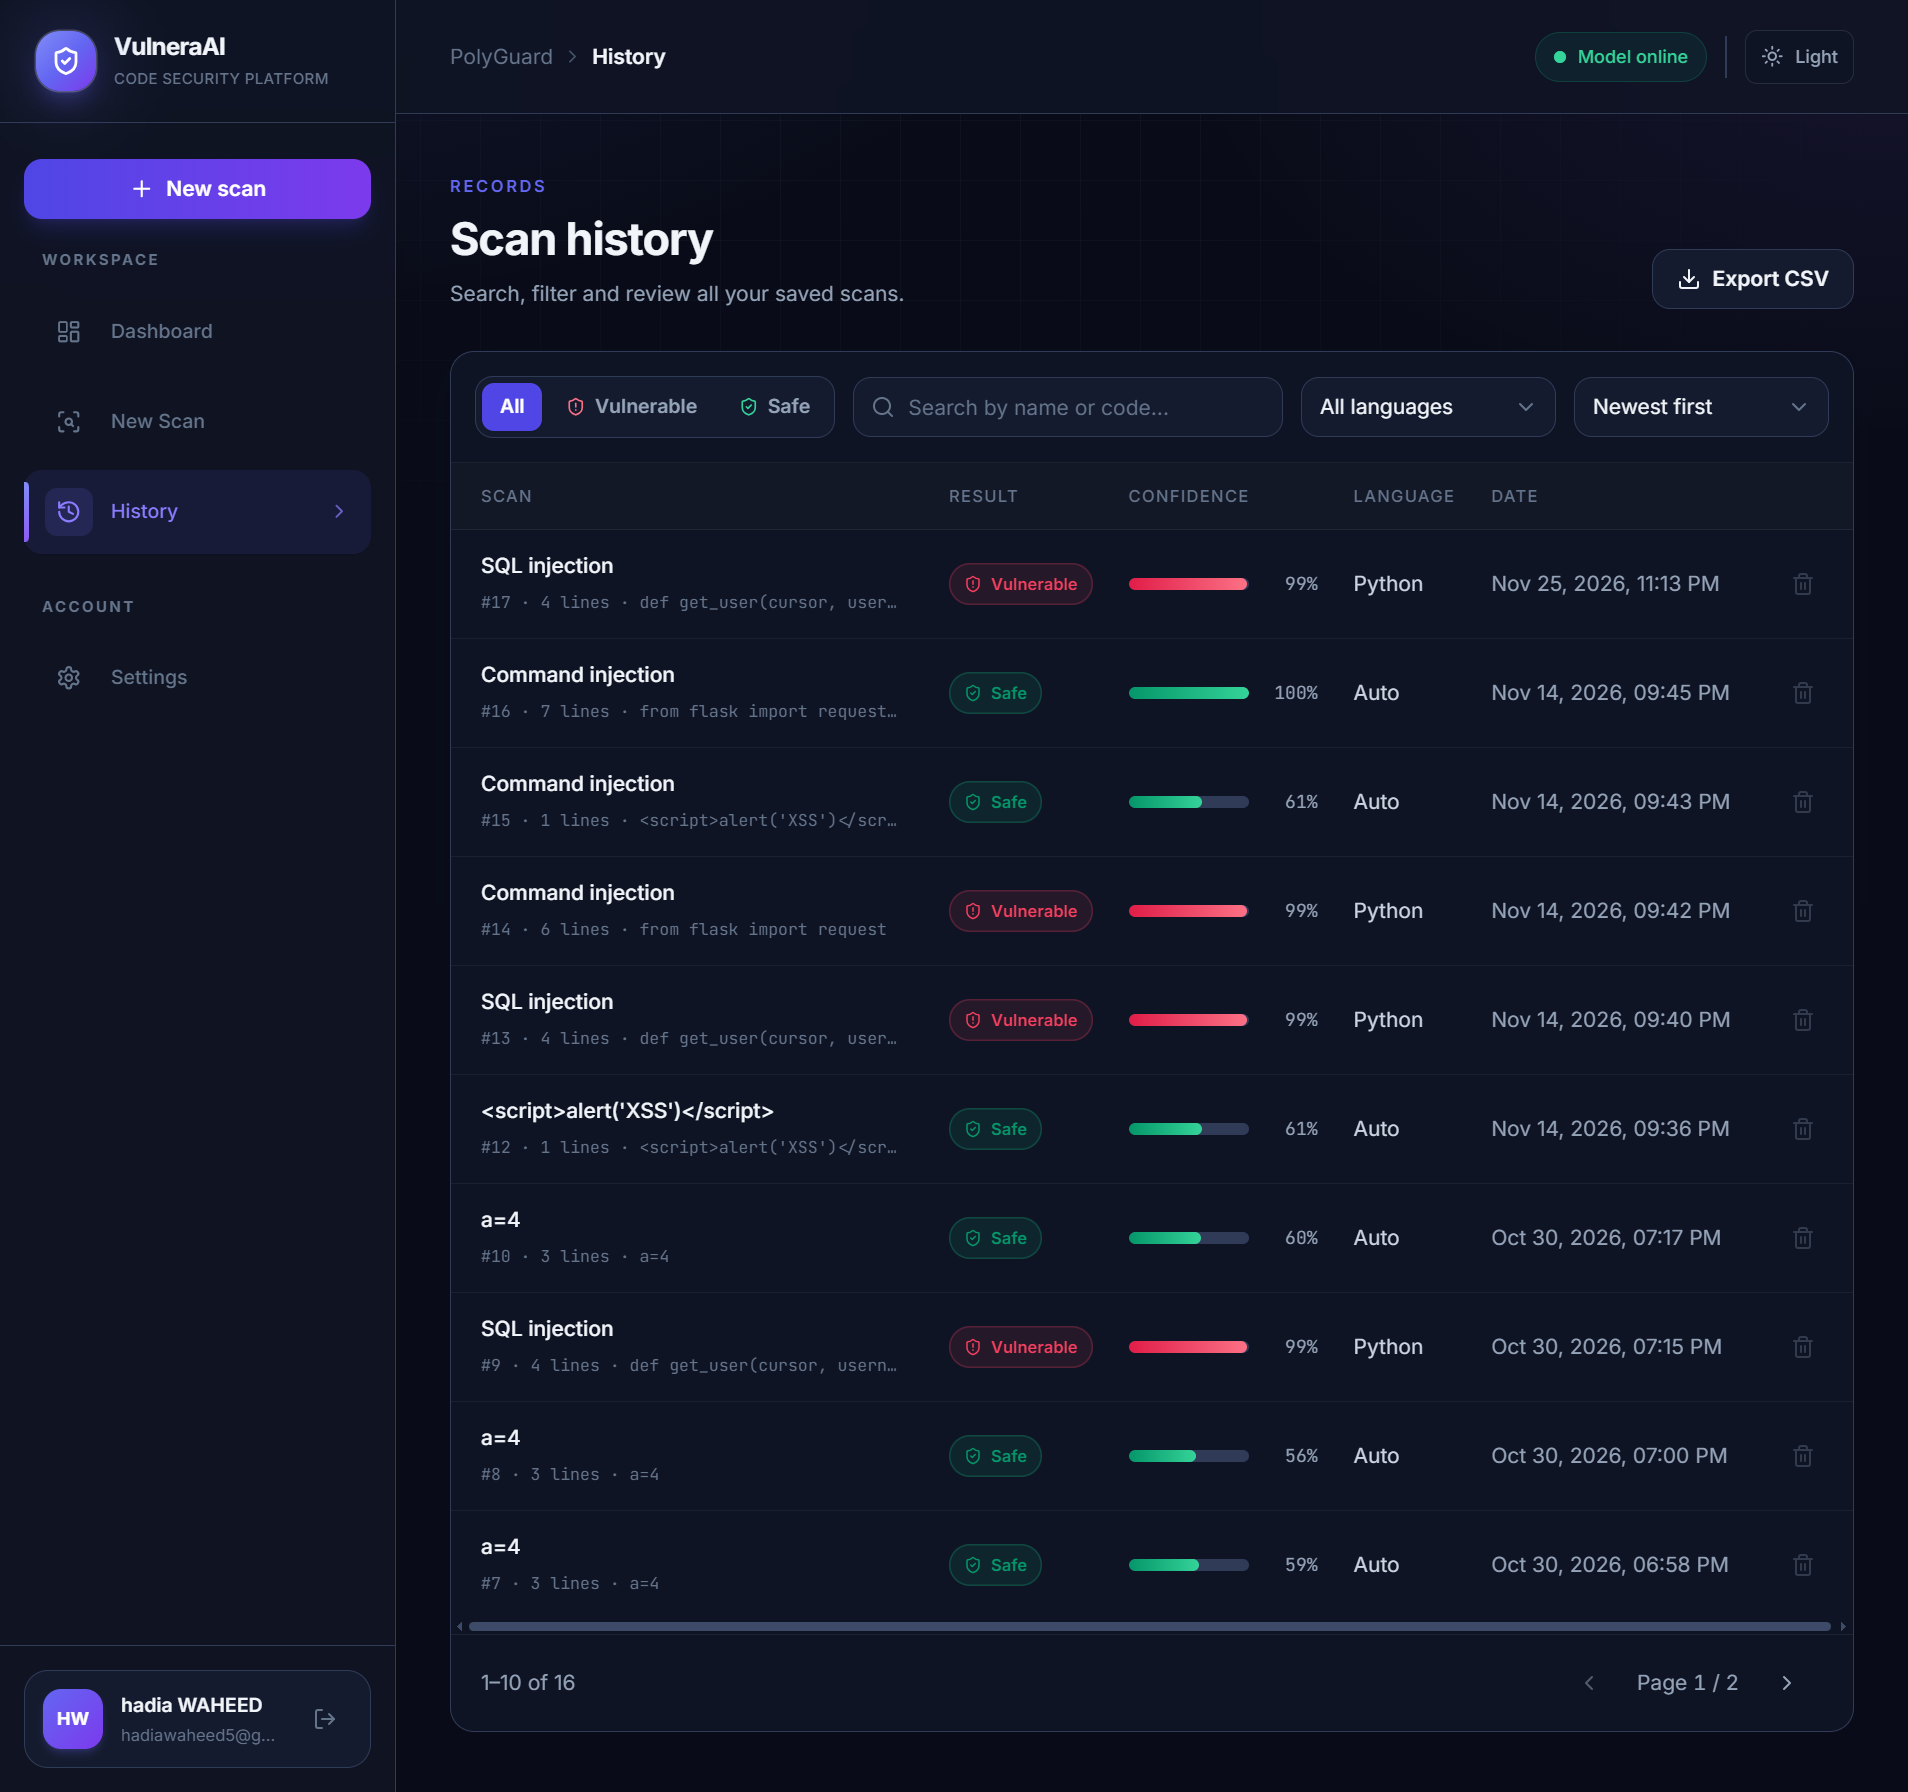 VulneraAI
CODE SECURITY PLATFORM
New scan
WORKSPACE
Dashboard
New Scan
History
ACCOUNT
Settings
HW
hadia WAHEED
hadiawaheed5@g...
PolyGuard > History
Model online
Light
RECORDS
Scan history
Search, filter and review all your saved scans.
Export CSV
All Vulnerable Safe
Search by name or code...
All languages
Newest first
SCAN RESULT CONFIDENCE LANGUAGE DATE
SQL injection
#17 · 4 lines · def get_user(cursor, user…
Vulnerable 99% Python Nov 25, 2026, 11:13 PM
Command injection
#16 · 7 lines · from flask import request…
Safe 100% Auto Nov 14, 2026, 09:45 PM
Command injection
#15 · 1 lines · <script>alert('XSS')</scr…
Safe 61% Auto Nov 14, 2026, 09:43 PM
Command injection
#14 · 6 lines · from flask import request
Vulnerable 99% Python Nov 14, 2026, 09:42 PM
SQL injection
#13 · 4 lines · def get_user(cursor, user…
Vulnerable 99% Python Nov 14, 2026, 09:40 PM
<script>alert('XSS')</script>
#12 · 1 lines · <script>alert('XSS')</scr…
Safe 61% Auto Nov 14, 2026, 09:36 PM
a=4
#10 · 3 lines · a=4
Safe 60% Auto Oct 30, 2026, 07:17 PM
SQL injection
#9 · 4 lines · def get_user(cursor, usern…
Vulnerable 99% Python Oct 30, 2026, 07:15 PM
a=4
#8 · 3 lines · a=4
Safe 56% Auto Oct 30, 2026, 07:00 PM
a=4
#7 · 3 lines · a=4
Safe 59% Auto Oct 30, 2026, 06:58 PM
1–10 of 16
Page 1 / 2